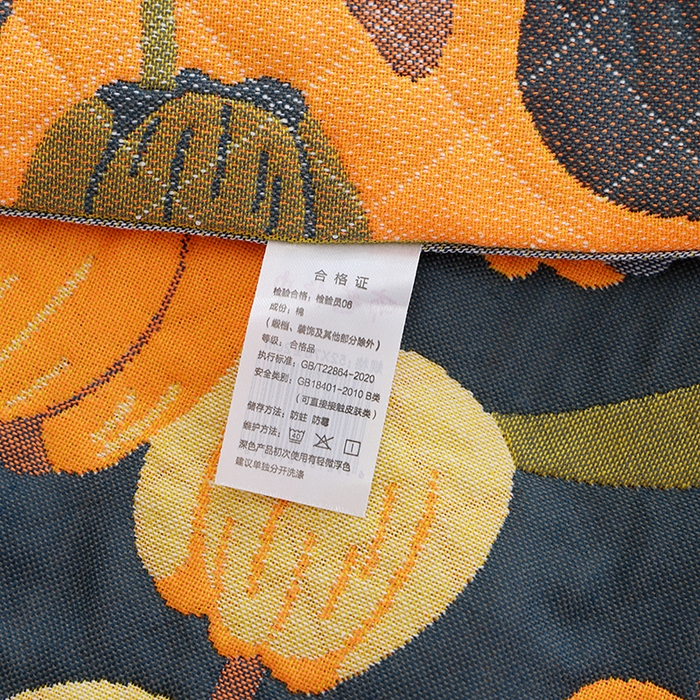 合格证
检验合格：检验员06
成份：棉
（缎档、装饰及其他部分除外）
等级：合格品
执行标准：GB/T22864-2020
安全类别：GB18401-2010 B类
（可直接接触皮肤类）
储存方法：防蛀 防霉
维护方法：40
深色产品初次使用有轻微浮色
建议单独分开洗涤